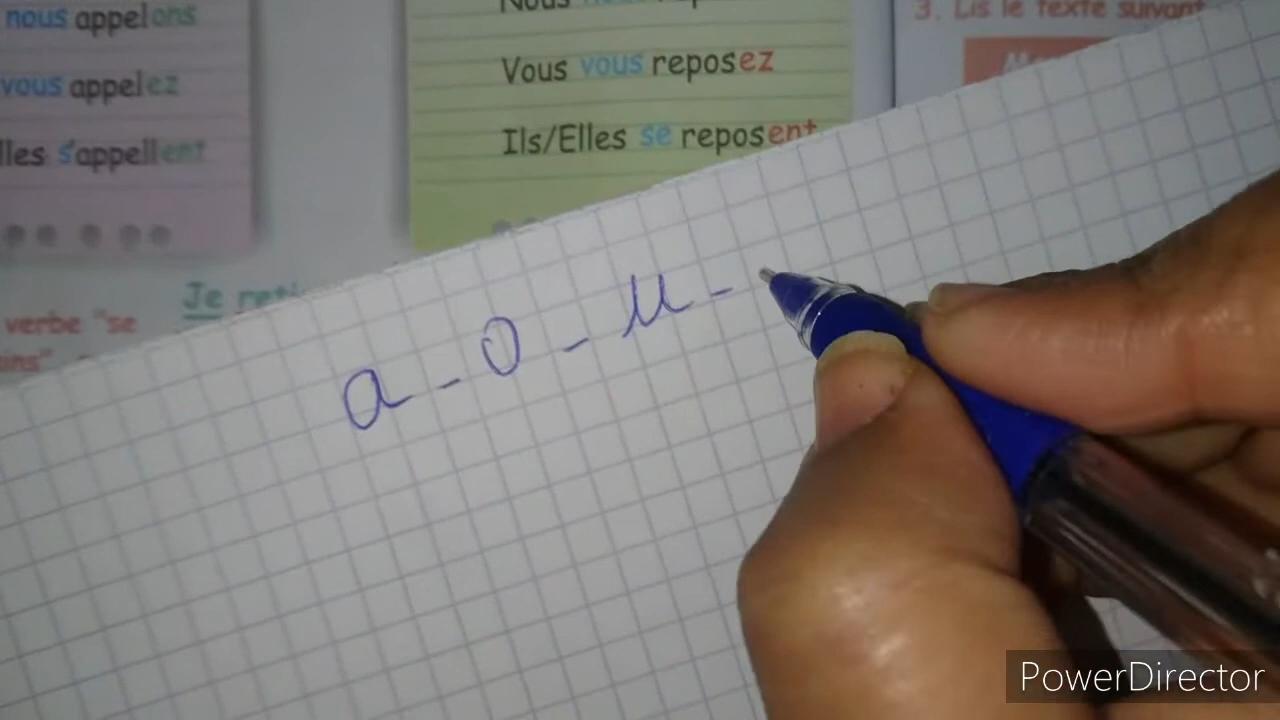 nous appelons
vous appelez
lles s'appellent
Nous
Vous vous reposez
Ils/Elles se reposent
3. Lis le texte suivant
Je
verbe "se
a - o - u -
PowerDirector